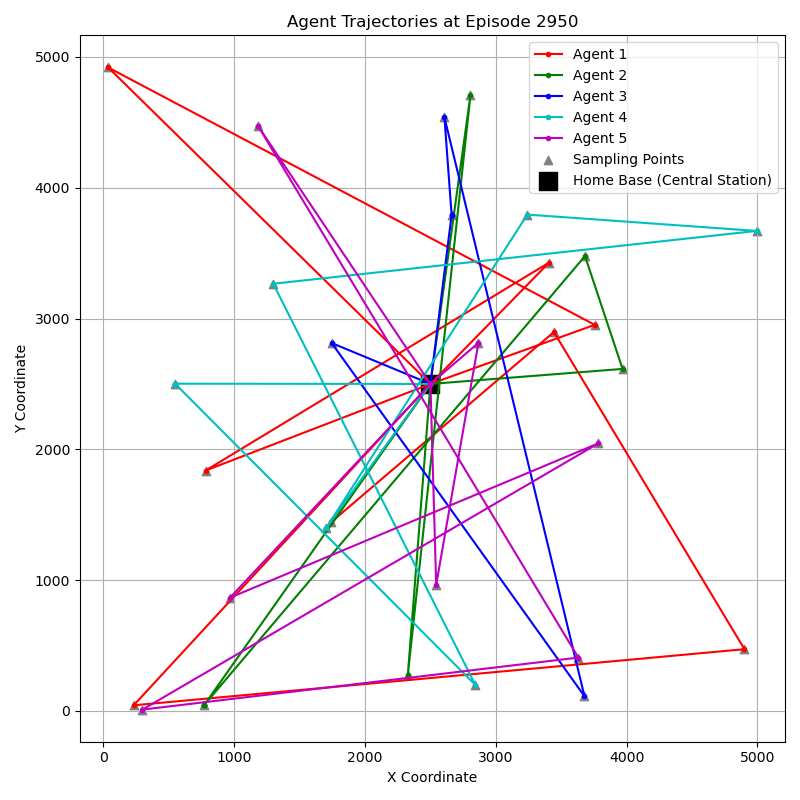 Agent Trajectories at Episode 2950
Agent 1
Agent 2
Agent 3
Agent 4
Agent 5
Sampling Points
Home Base (Central Station)
Y Coordinate
5000
4000
3000
2000
1000
0
0 1000 2000 3000 4000 5000
X Coordinate